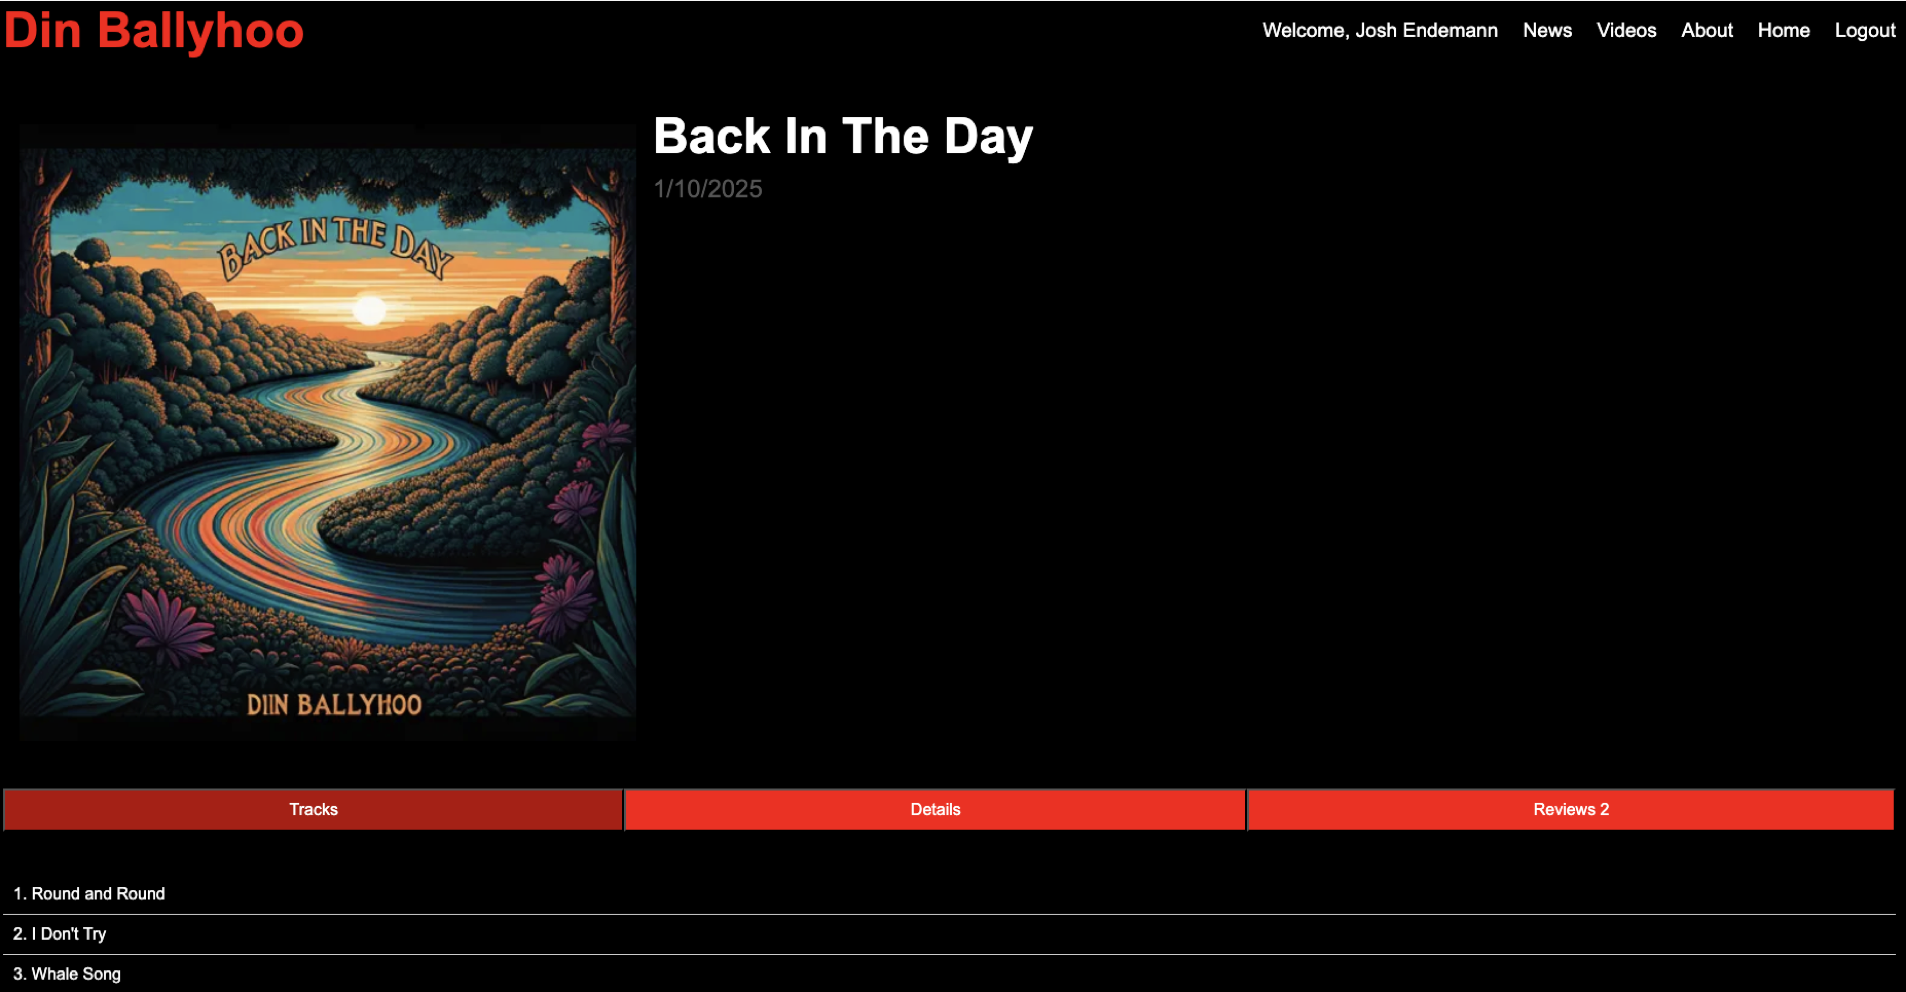 Din Ballyhoo
Welcome, Josh Endemann News Videos About Home Logout
Back In The Day
1/10/2025
BACK IN THE DAY
DIIN BALLYHOO
Tracks Details Reviews 2
1. Round and Round
2. I Don't Try
3. Whale Song